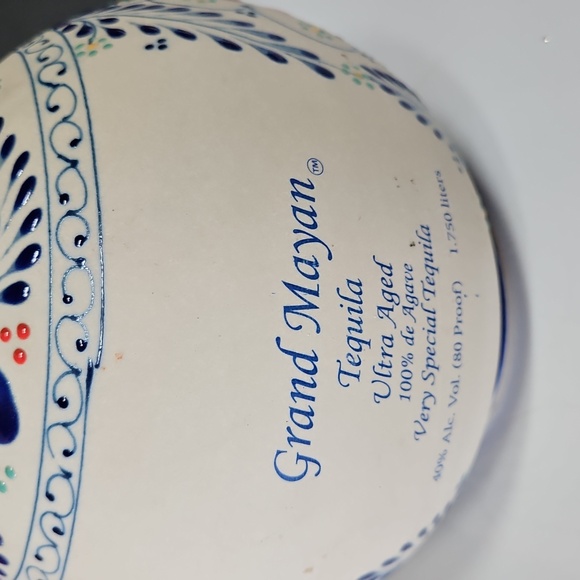 Grand Mayan™
Tequila
Ultra Aged
100% de Agave
Very Special Tequila
40% Alc. Vol. (80 Proof) 1.750 liters